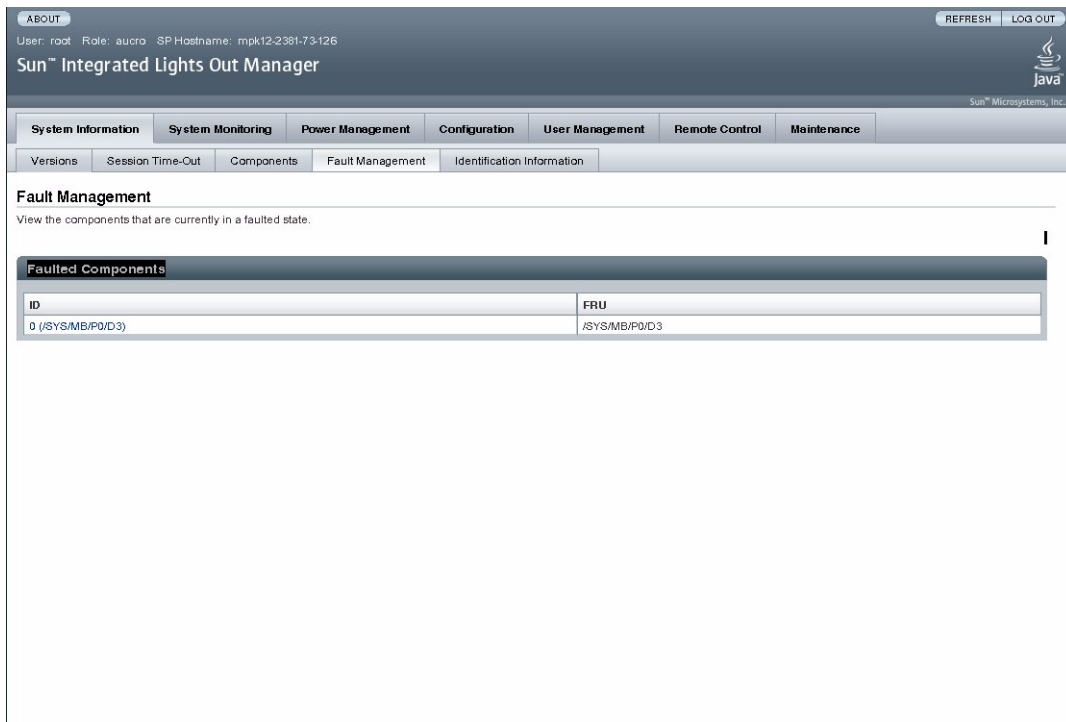 ABOUT
REFRESH LOG OUT
User: root Role: aucro SP Hostname: mpk12-2381-73-126
Sun™ Integrated Lights Out Manager
Java™
Sun™ Microsystems, Inc.
System Information System Monitoring Power Management Configuration User Management Remote Control Maintenance
Versions Session Time-Out Components Fault Management Identification Information
Fault Management
View the components that are currently in a faulted state.
Faulted Components
ID FRU
0 (/SYS/MB/P0/D3) /SYS/MB/P0/D3